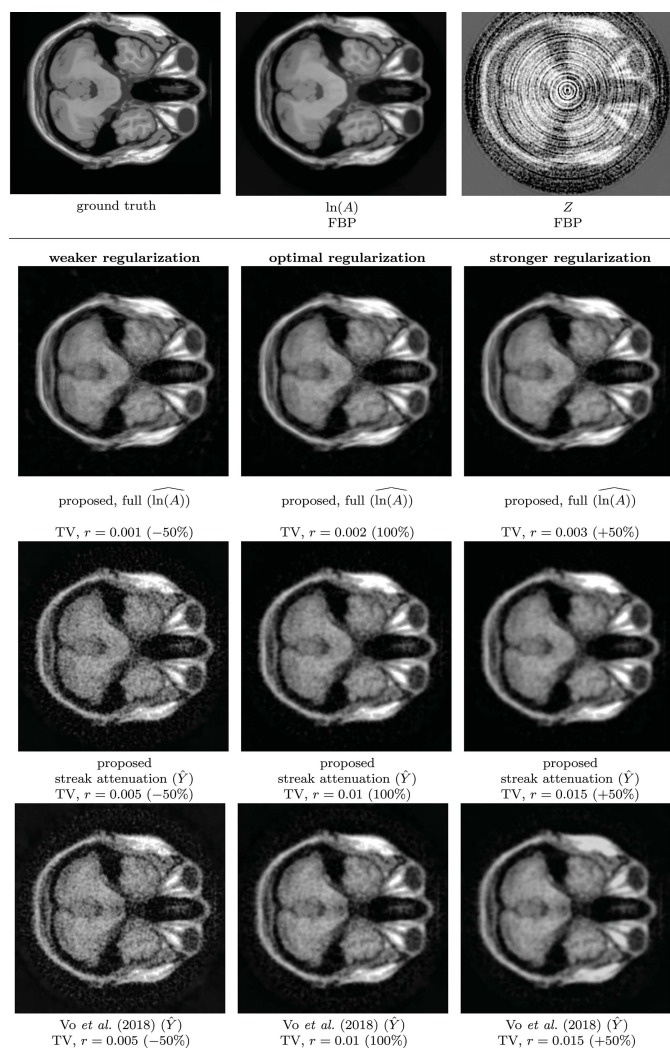 ground truth
ln(A)
FBP
Z
FBP
weaker regularization
optimal regularization
stronger regularization
proposed, full (\widehat{ln(A)})
proposed, full (\widehat{ln(A)})
proposed, full (\widehat{ln(A)})
TV, r = 0.001 (−50%)
TV, r = 0.002 (100%)
TV, r = 0.003 (+50%)
proposed
streak attenuation (Ŷ)
TV, r = 0.005 (−50%)
proposed
streak attenuation (Ŷ)
TV, r = 0.01 (100%)
proposed
streak attenuation (Ŷ)
TV, r = 0.015 (+50%)
Vo et al. (2018) (Ŷ)
TV, r = 0.005 (−50%)
Vo et al. (2018) (Ŷ)
TV, r = 0.01 (100%)
Vo et al. (2018) (Ŷ)
TV, r = 0.015 (+50%)